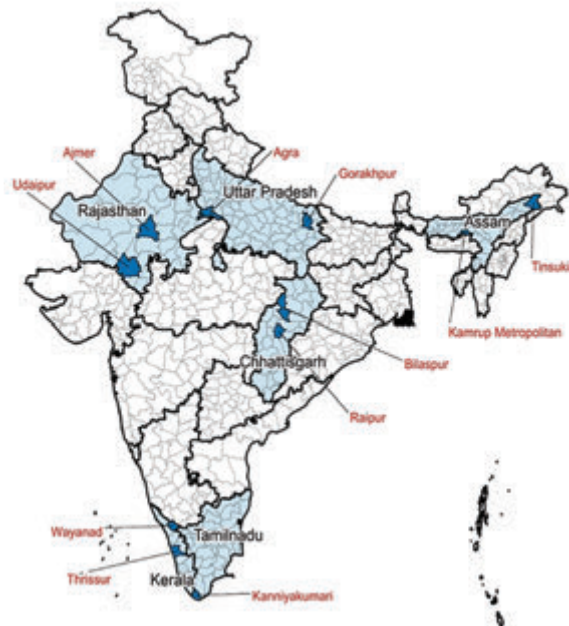 Ajmer
Agra
Gorakhpur
Udaipur
Uttar Pradesh
Rajasthan
Assam
Tinsuki
Kamrup Metropolitan
Bilaspur
Chhattisgarh
Raipur
Wayanad
Tamilnadu
Thrissur
Kerala
Kanniyakumari